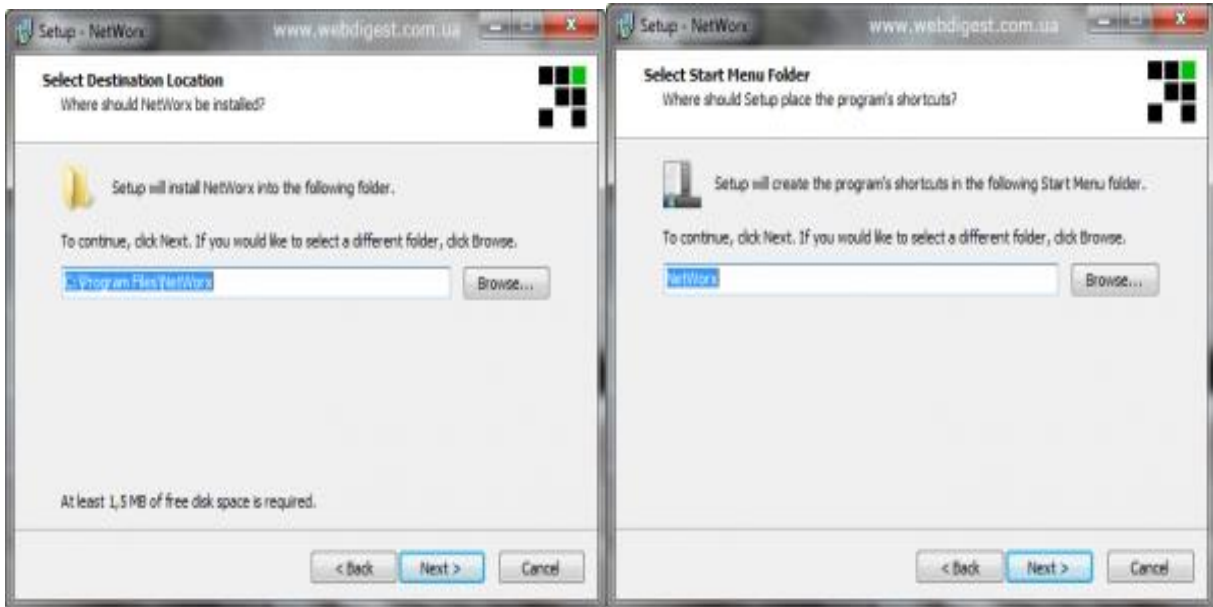 Setup - NetWorx
www.webdigest.com.ua
Select Destination Location
Where should NetWorx be installed?
Setup will install NetWorx into the following folder.
To continue, click Next. If you would like to select a different folder, click Browse.
C:\Program Files\NetWorx
Browse...
At least 1,5 MB of free disk space is required.
< Back
Next >
Cancel
Setup - NetWorx
www.webdigest.com.ua
Select Start Menu Folder
Where should Setup place the program's shortcuts?
Setup will create the program's shortcuts in the following Start Menu folder.
To continue, click Next. If you would like to select a different folder, click Browse.
NetWorx
Browse...
< Back
Next >
Cancel